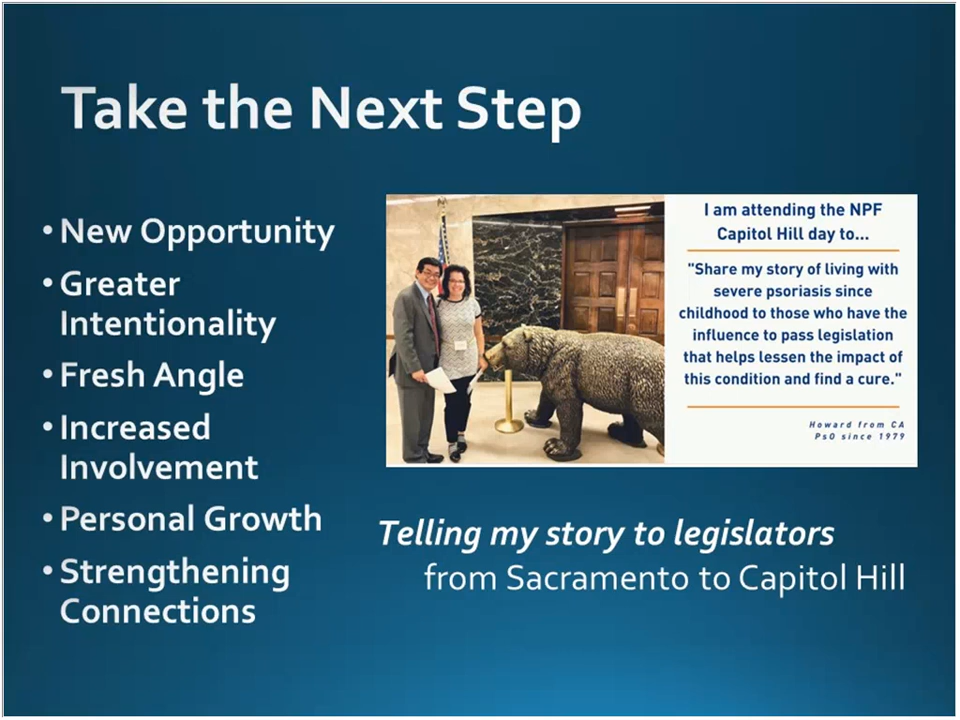 Take the Next Step
• New Opportunity
• Greater
Intentionality
• Fresh Angle
• Increased
Involvement
• Personal Growth
• Strengthening
Connections
I am attending the NPF
Capitol Hill day to...
"Share my story of living with
severe psoriasis since
childhood to those who have the
influence to pass legislation
that helps lessen the impact of
this condition and find a cure."
Howard from CA
PsO since 1979
Telling my story to legislators
from Sacramento to Capitol Hill